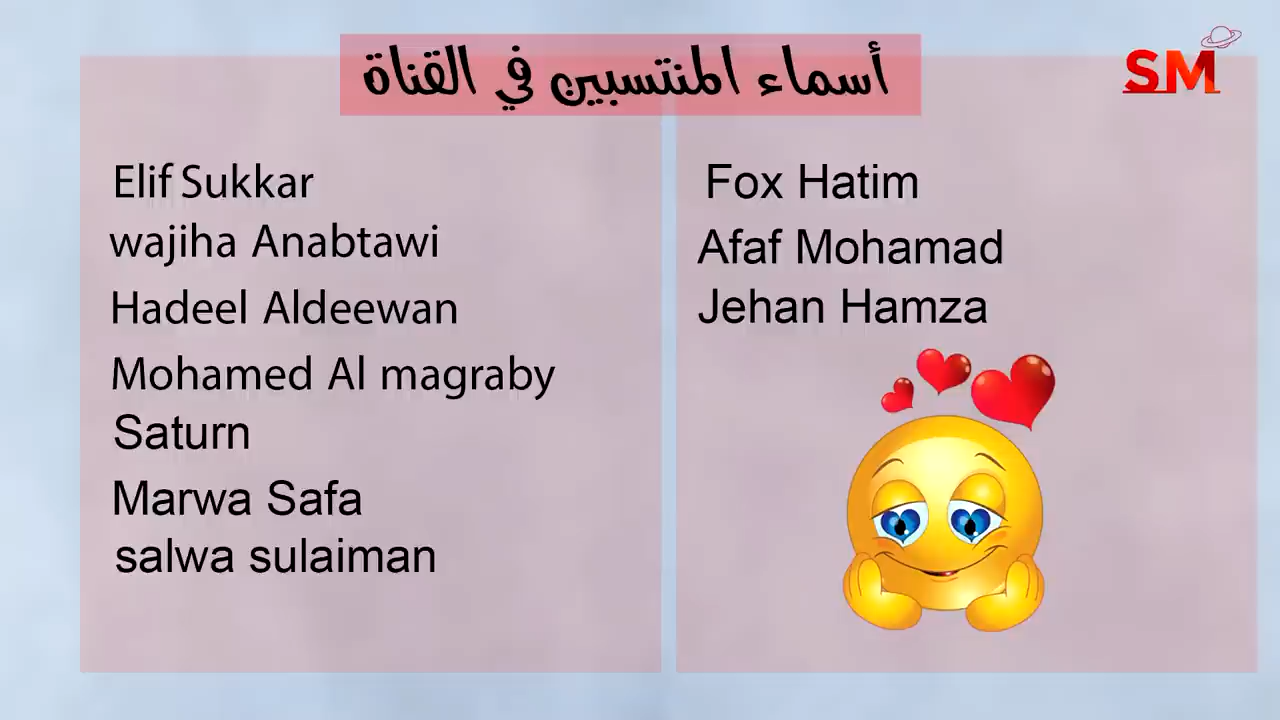 أسماء المنتسبين في القناة
SM
Elif Sukkar
wajiha Anabtawi
Hadeel Aldeewan
Mohamed Al magraby
Saturn
Marwa Safa
salwa sulaiman
Fox Hatim
Afaf Mohamad
Jehan Hamza